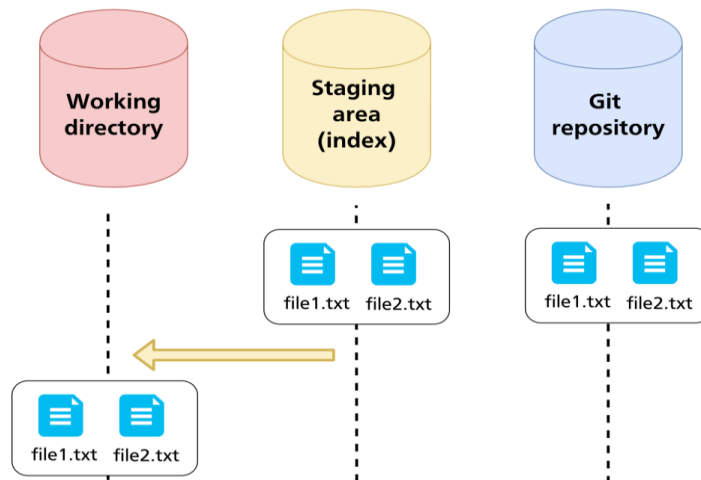 Working
directory
Staging
area
(index)
Git
repository
file1.txt file2.txt
file1.txt file2.txt
file1.txt file2.txt